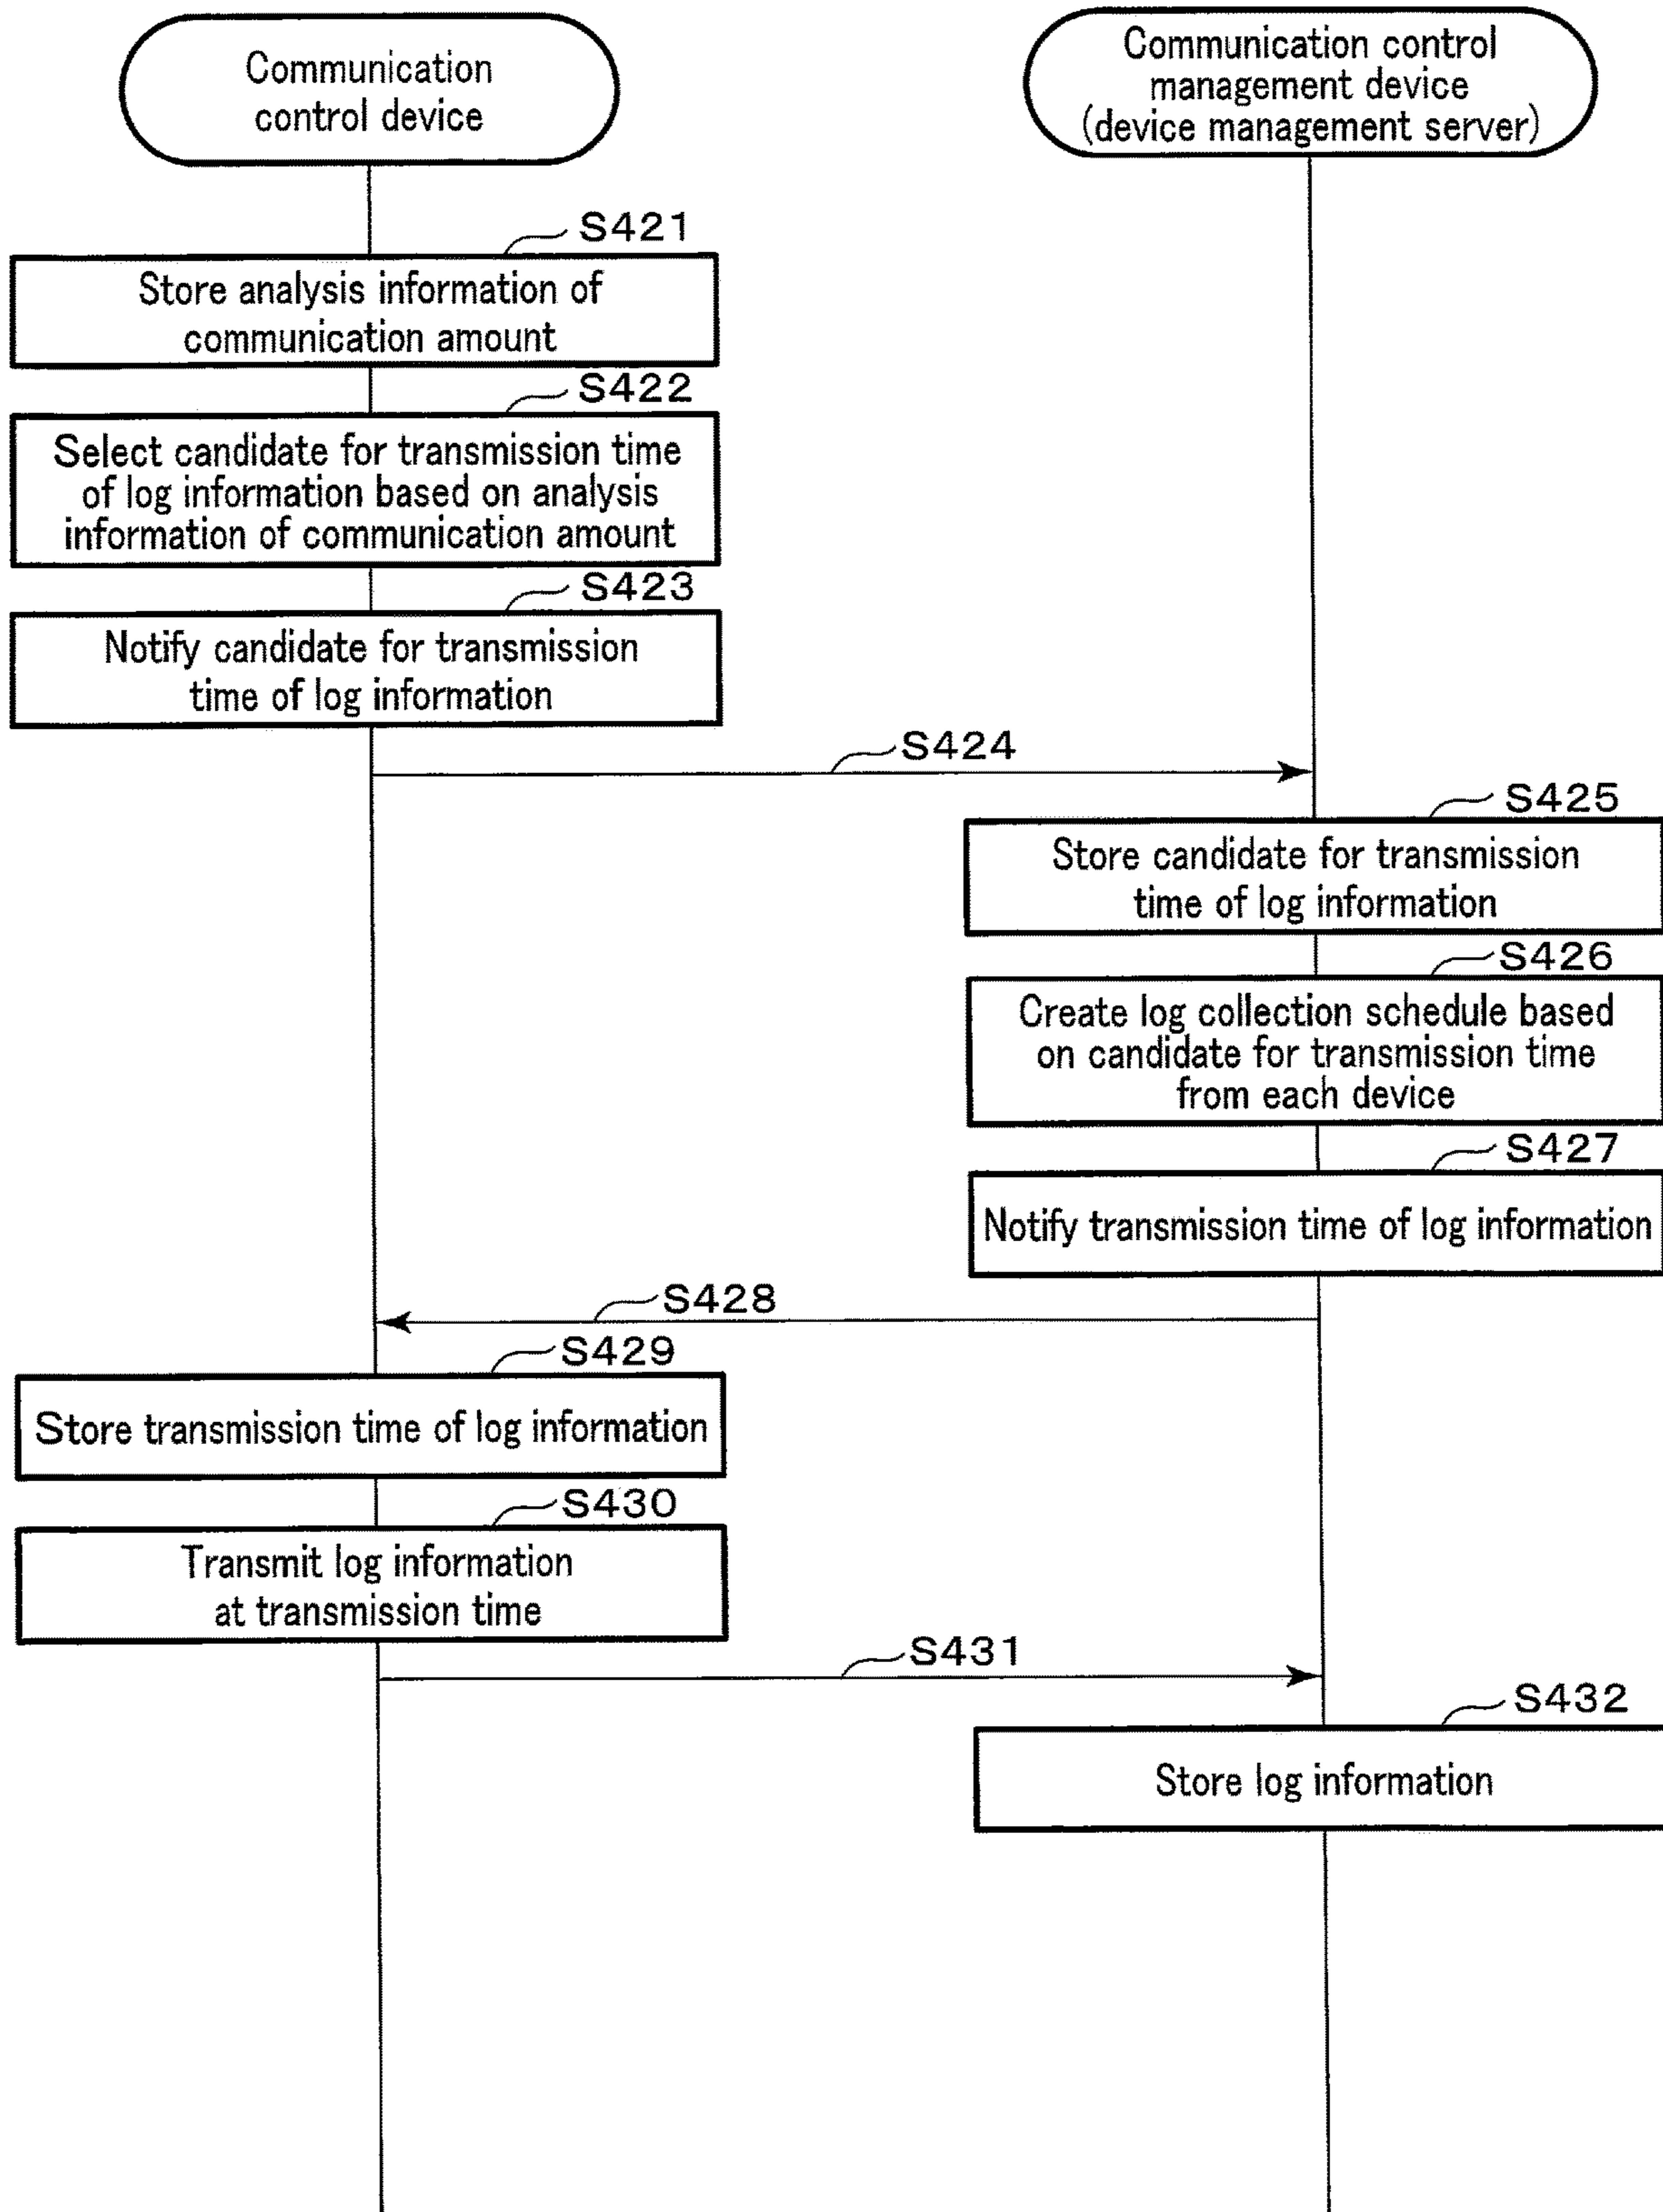 Communication
control device
Communication control
management device
(device management server)
S421
Store analysis information of
communication amount
S422
Select candidate for transmission time
of log information based on analysis
information of communication amount
S423
Notify candidate for transmission
time of log information
S424
S425
Store candidate for transmission
time of log information
S426
Create log collection schedule based
on candidate for transmission time
from each device
S427
Notify transmission time of log information
S428
S429
Store transmission time of log information
S430
Transmit log information
at transmission time
S431
S432
Store log information